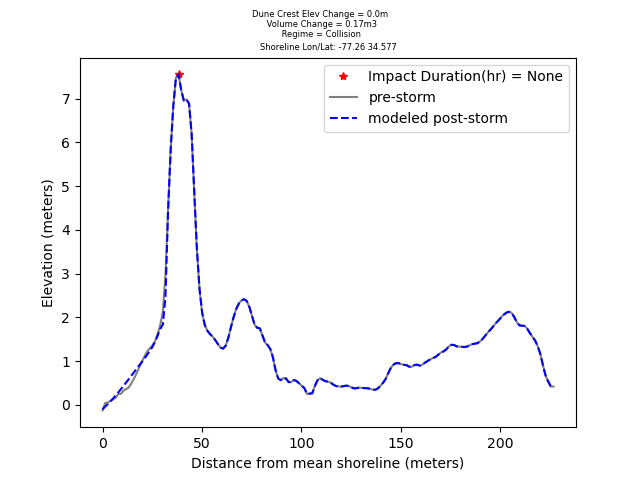 Dune Crest Elev Change = 0.0m
Volume Change = 0.17m3
Regime = Collision
Shoreline Lon/Lat: -77.26 34.577
Impact Duration(hr) = None
pre-storm
modeled post-storm
Elevation (meters)
7
6
5
4
3
2
1
0
0 50 100 150 200
Distance from mean shoreline (meters)